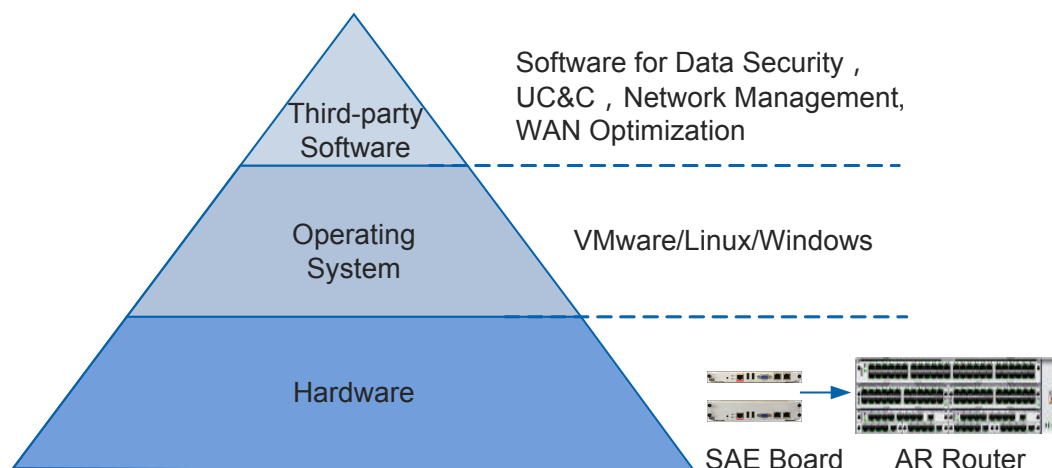 Third-party
Software
Software for Data Security ,
UC&C , Network Management,
WAN Optimization
Operating
System
VMware/Linux/Windows
Hardware
SAE Board
AR Router